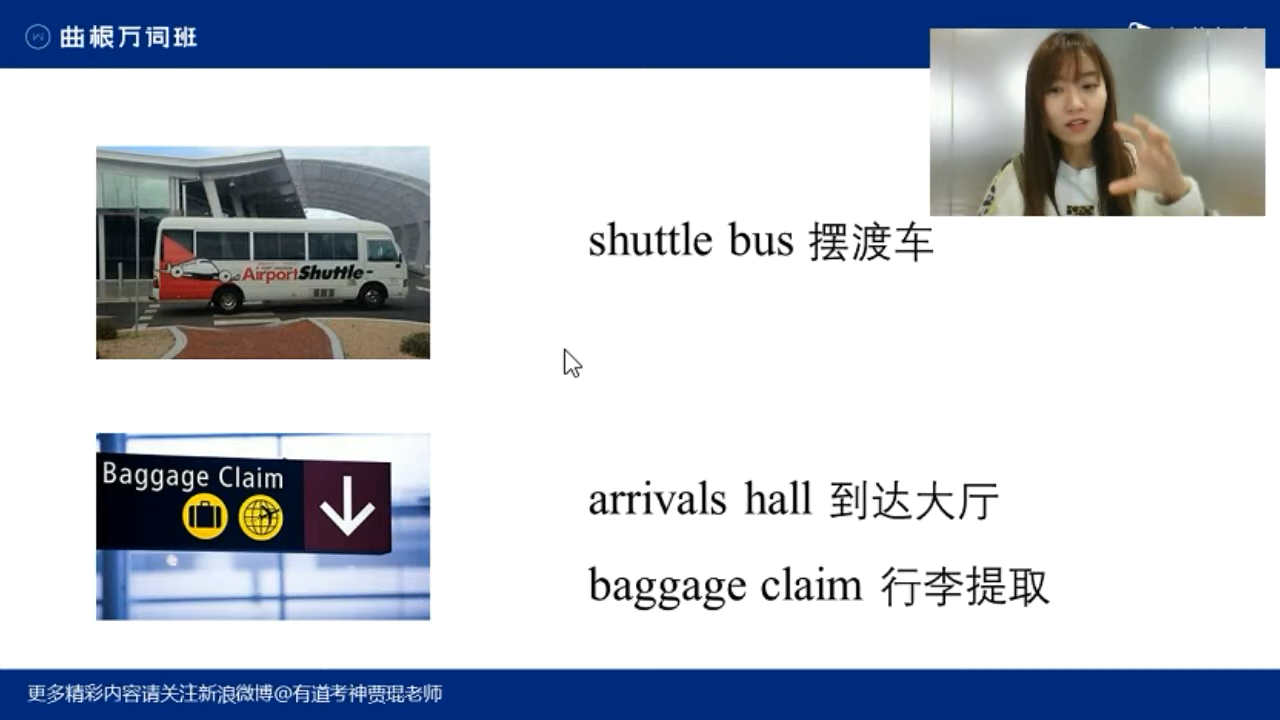 曲根万词班
AirportShuttle
shuttle bus 摆渡车
Baggage Claim
arrivals hall 到达大厅
baggage claim 行李提取
更多精彩内容请关注新浪微博@有道考神贾琨老师